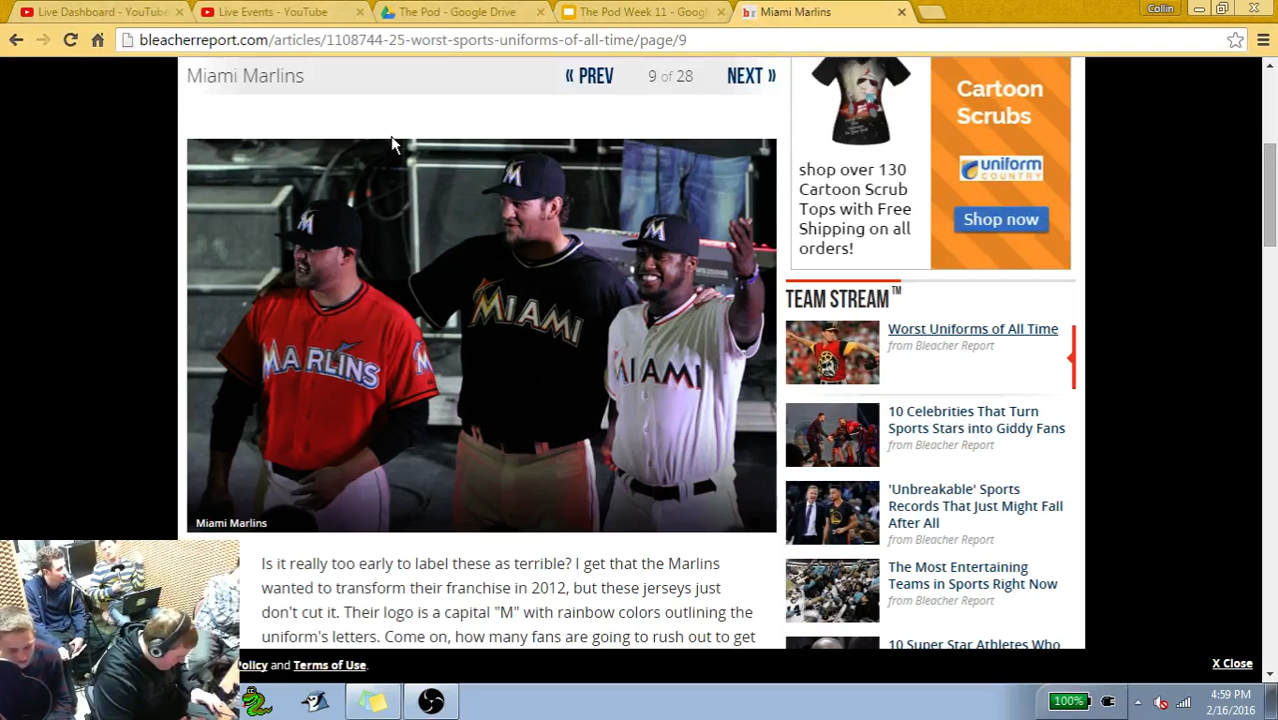 Live Dashboard - YouTube
Live Events - YouTube
The Pod - Google Drive
The Pod Week 11 - Goog
Miami Marlins
Collin
bleacherreport.com/articles/1108744-25-worst-sports-uniforms-of-all-time/page/9
Miami Marlins
« PREV
9 of 28
NEXT »
MARLINS
MIAMI
MIAMI
Miami Marlins
Is it really too early to label these as terrible? I get that the Marlins
wanted to transform their franchise in 2012, but these jerseys just
don't cut it. Their logo is a capital "M" with rainbow colors outlining the
uniform's letters. Come on, how many fans are going to rush out to get
shop over 130
Cartoon Scrub
Tops with Free
Shipping on all
orders!
Cartoon
Scrubs
uniform
COUNTRY
Shop now
TEAM STREAM™
Worst Uniforms of All Time
from Bleacher Report
10 Celebrities That Turn
Sports Stars into Giddy Fans
from Bleacher Report
'Unbreakable' Sports
Records That Just Might Fall
After All
from Bleacher Report
The Most Entertaining
Teams in Sports Right Now
from Bleacher Report
10 Super Star Athletes Who
Policy and Terms of Use.
X Close
100%
4:59 PM
2/16/2016